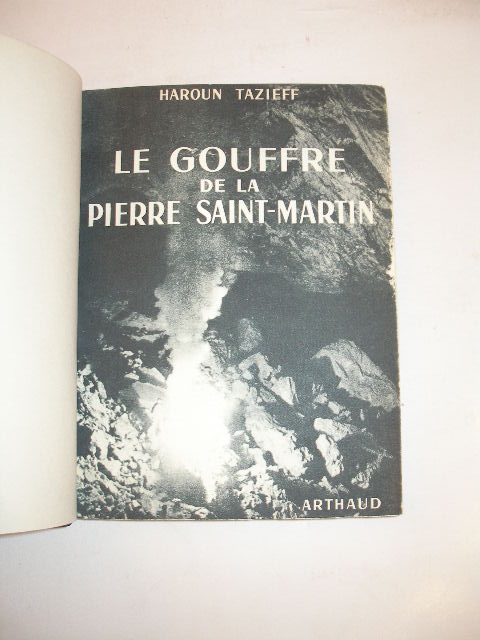 HAROUN TAZIEFF
LE GOUFFRE
DE LA
PIERRE SAINT-MARTIN
ARTHAUD